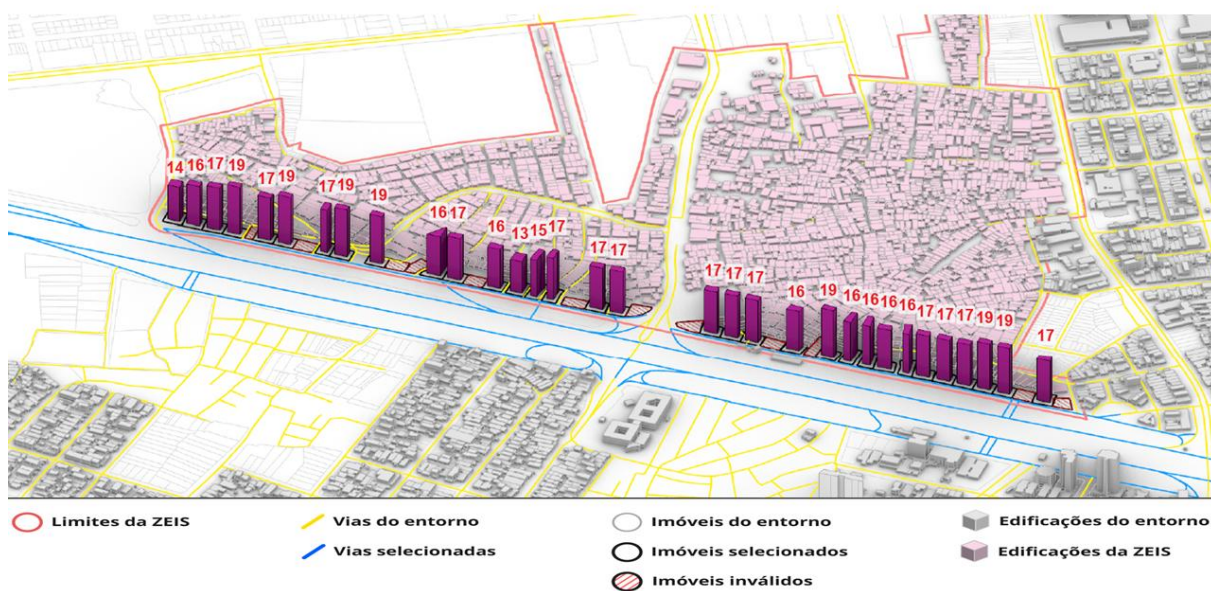 14 16 17 19 17 19 17 19 19 16 17 16 13 15 17 17 17
17 17 17 16 19 16 16 16 16 17 17 17 19 19 17
Limites da ZEIS
Vias do entorno
Vias selecionadas
Imóveis do entorno
Imóveis selecionados
Imóveis inválidos
Edificações do entorno
Edificações da ZEIS